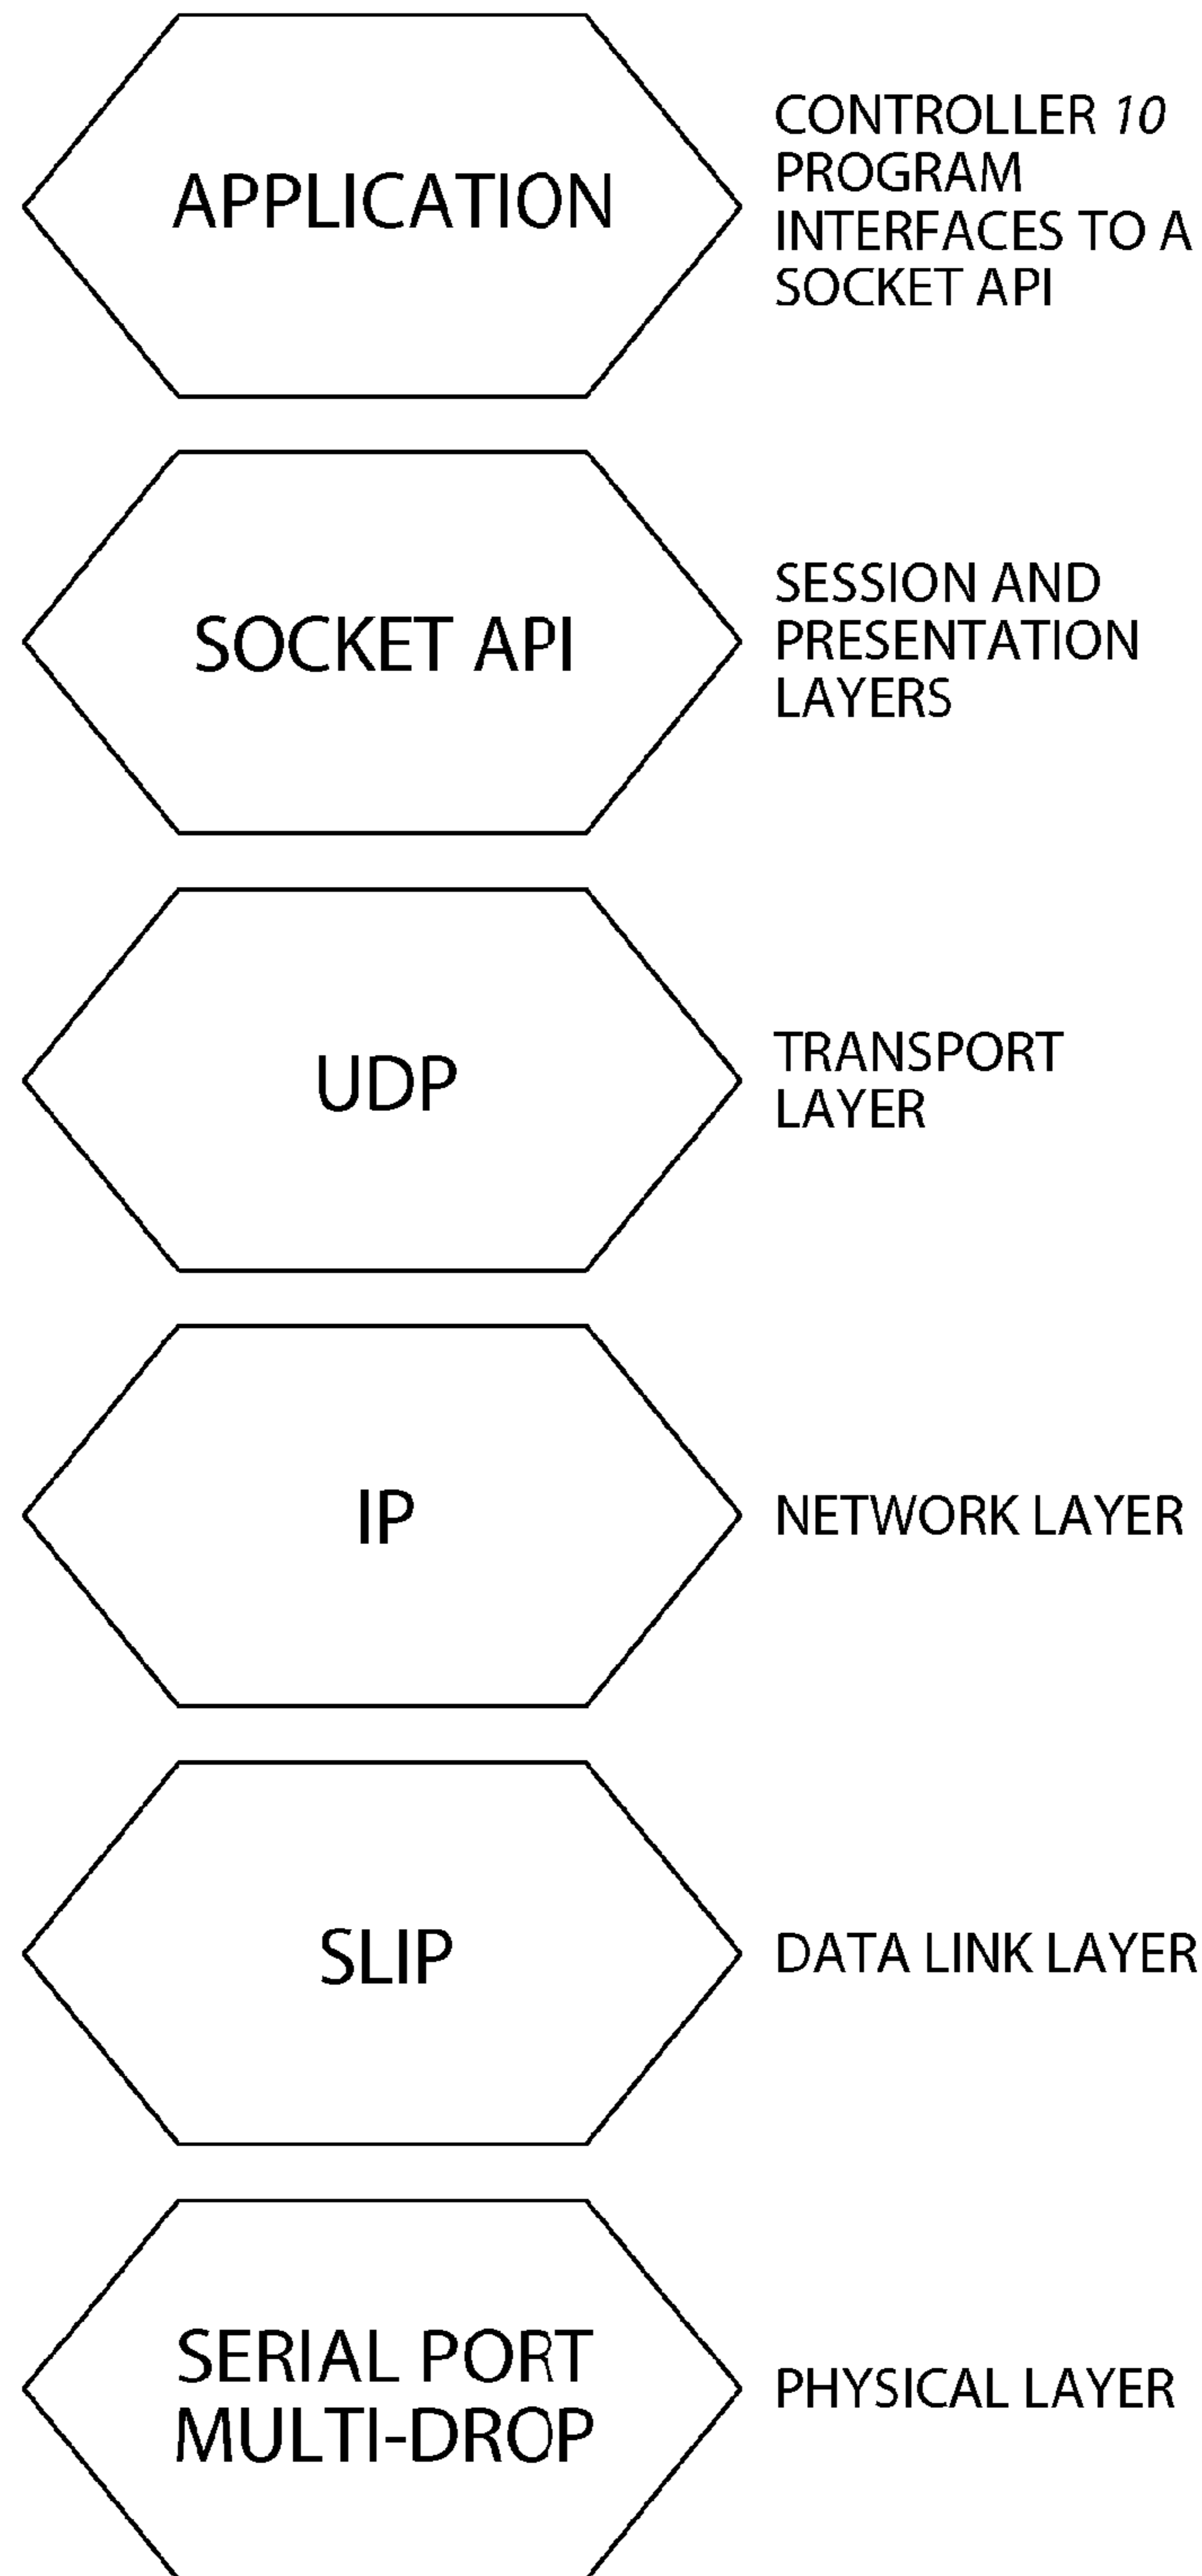 APPLICATION
CONTROLLER 10
PROGRAM
INTERFACES TO A
SOCKET API
SOCKET API
SESSION AND
PRESENTATION
LAYERS
UDP
TRANSPORT
LAYER
IP
NETWORK LAYER
SLIP
DATA LINK LAYER
SERIAL PORT
MULTI-DROP
PHYSICAL LAYER